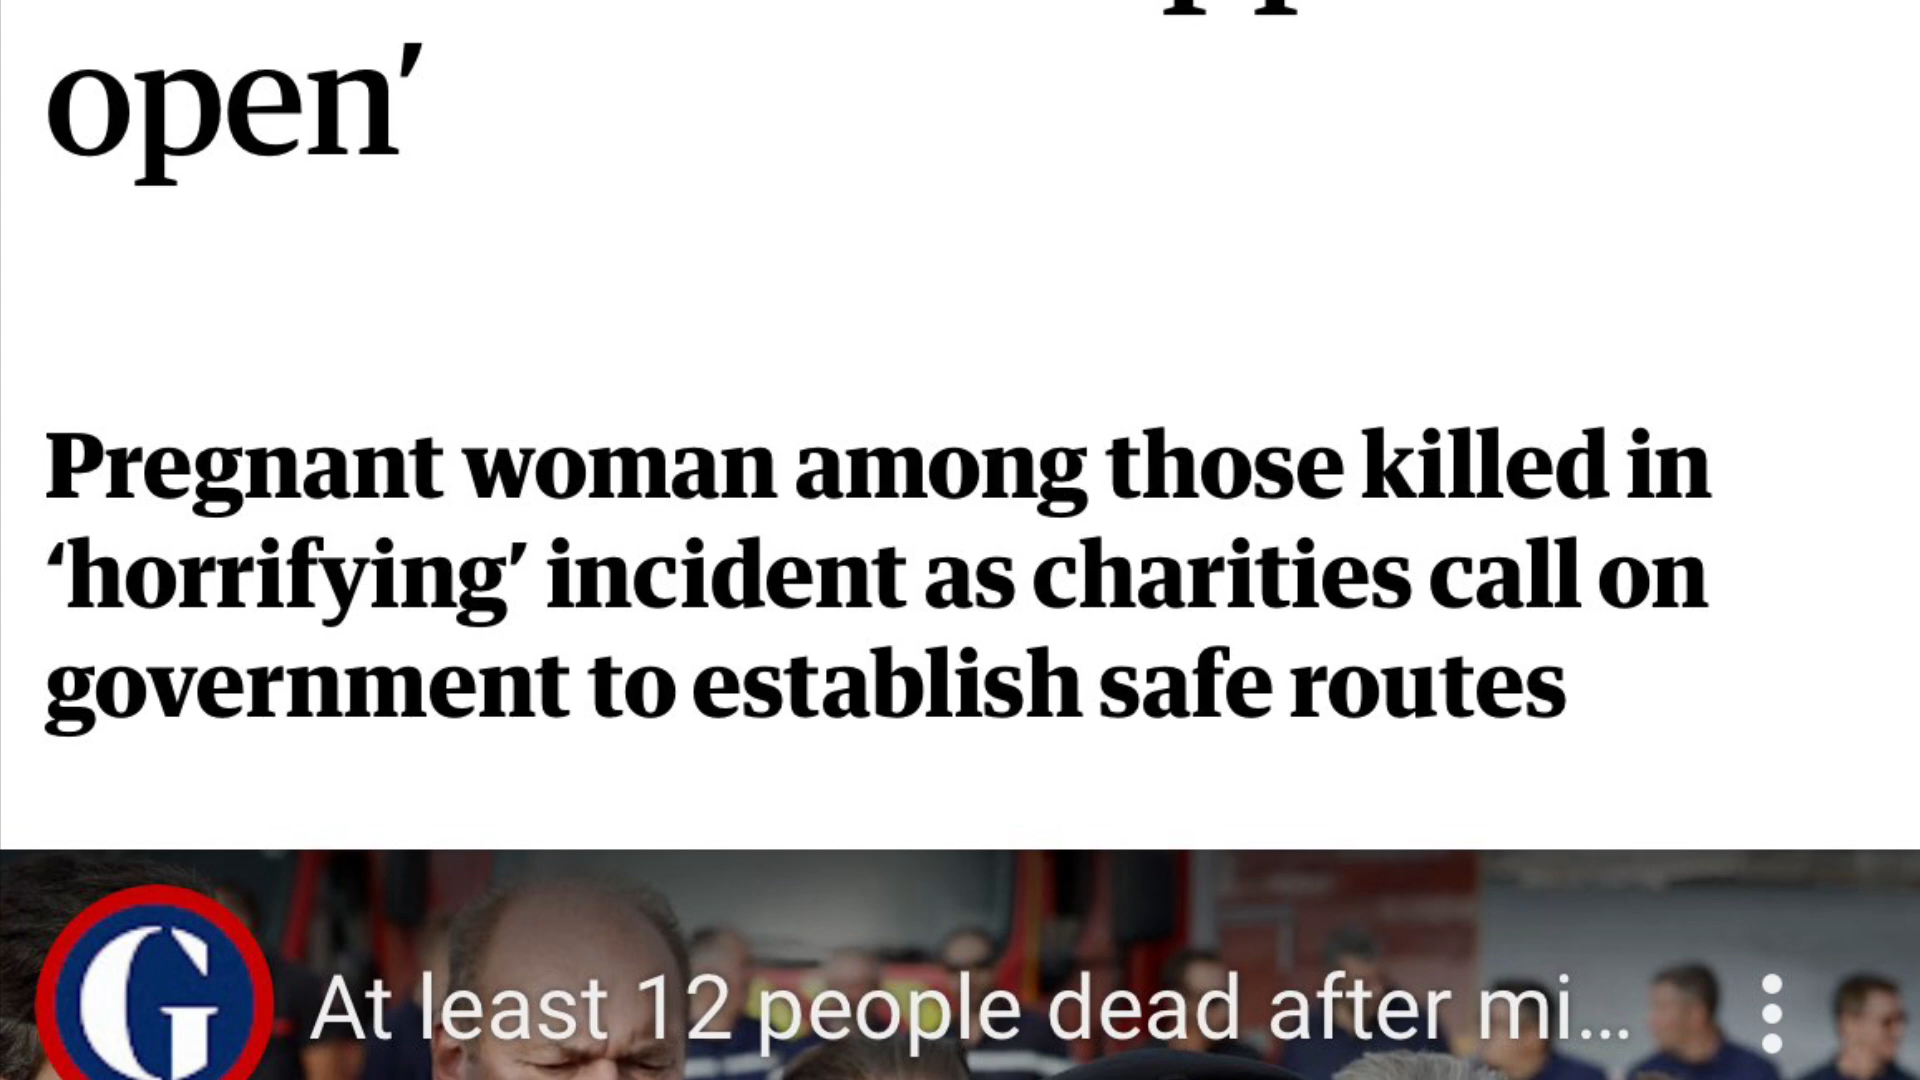 open’
Pregnant woman among those killed in
‘horrifying’ incident as charities call on
government to establish safe routes
G
At least 12 people dead after mi...